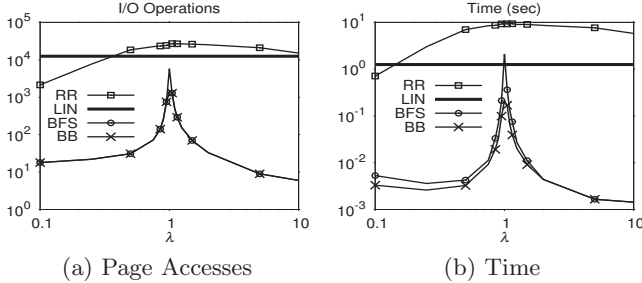 I/O Operations
10^5
10^4
10^3
10^2
10^1
10^0
RR
LIN
BFS
BB
0.1
1
10
λ
(a) Page Accesses
Time (sec)
10^1
10^0
10^-1
10^-2
10^-3
RR
LIN
BFS
BB
0.1
1
10
λ
(b) Time